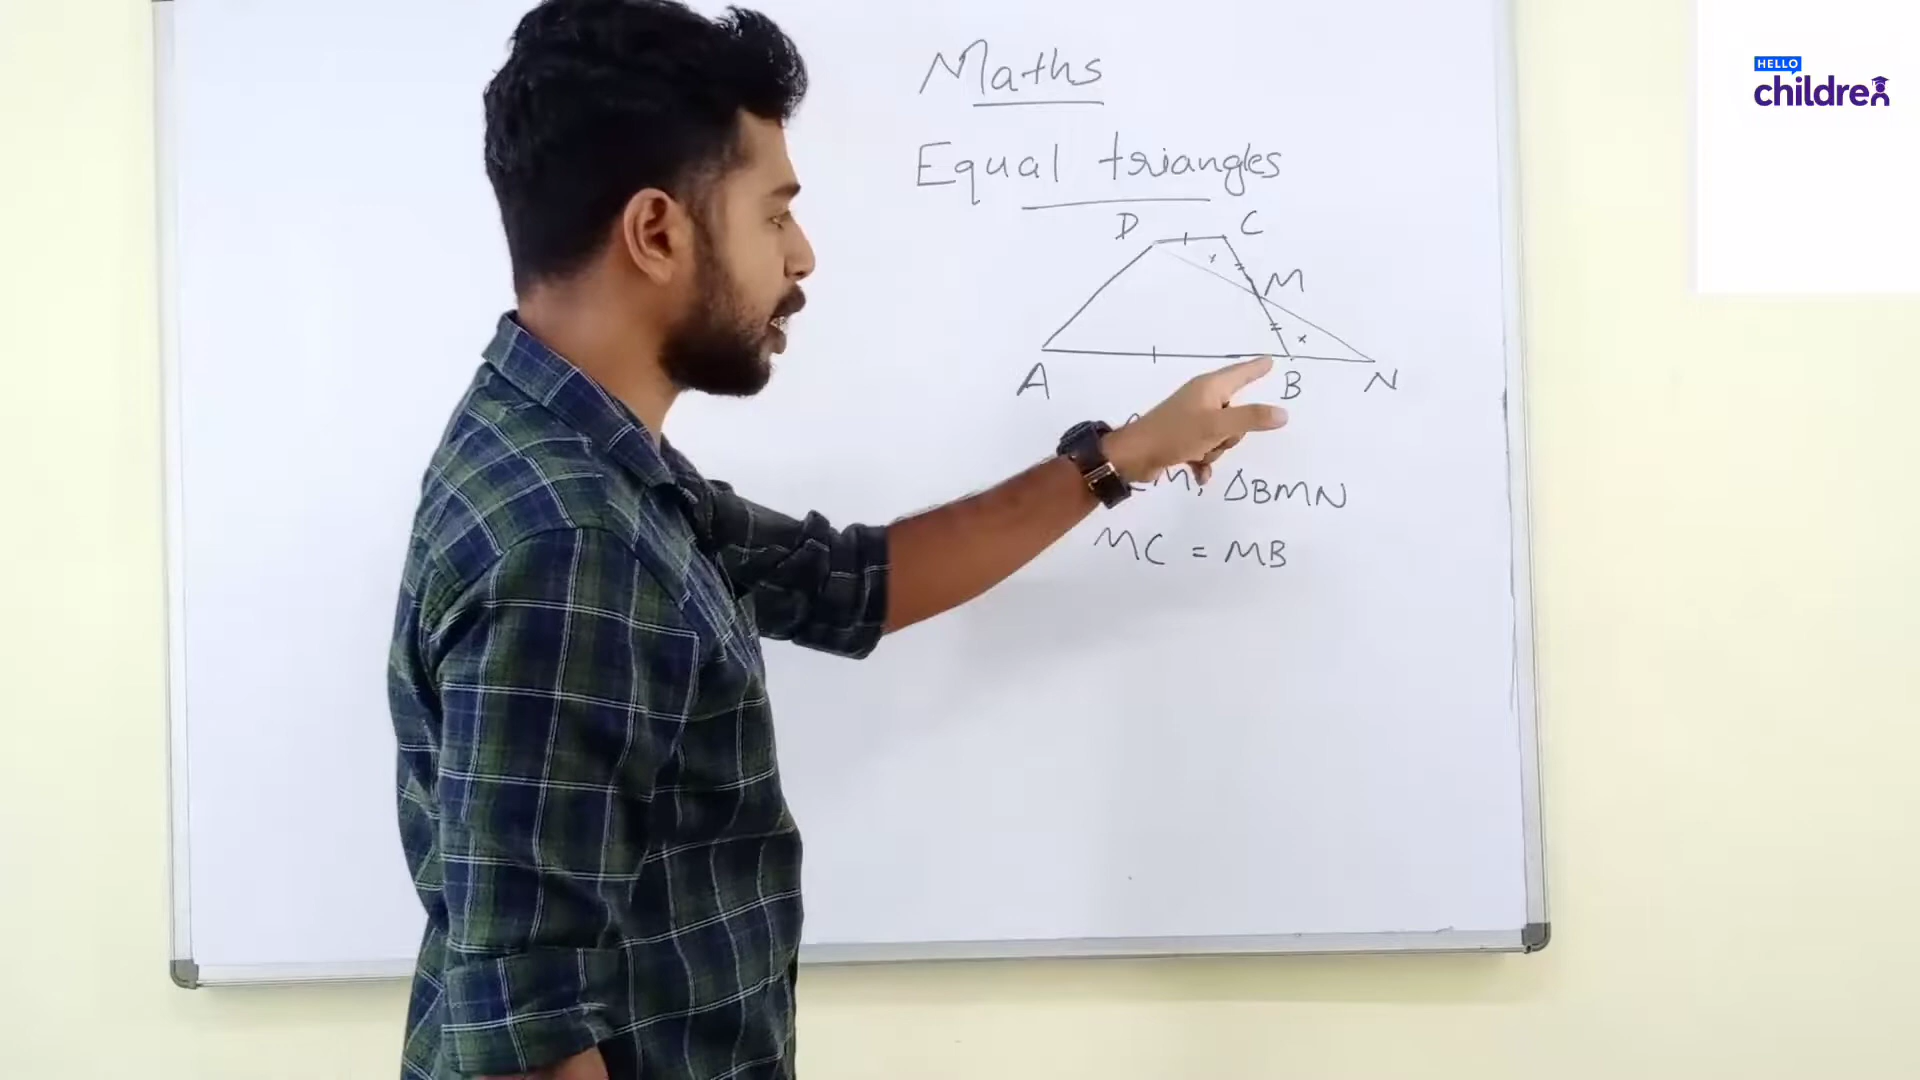 HELLO
children
Maths
Equal triangles
D C
M
A B N
M, ΔBMN
MC = MB